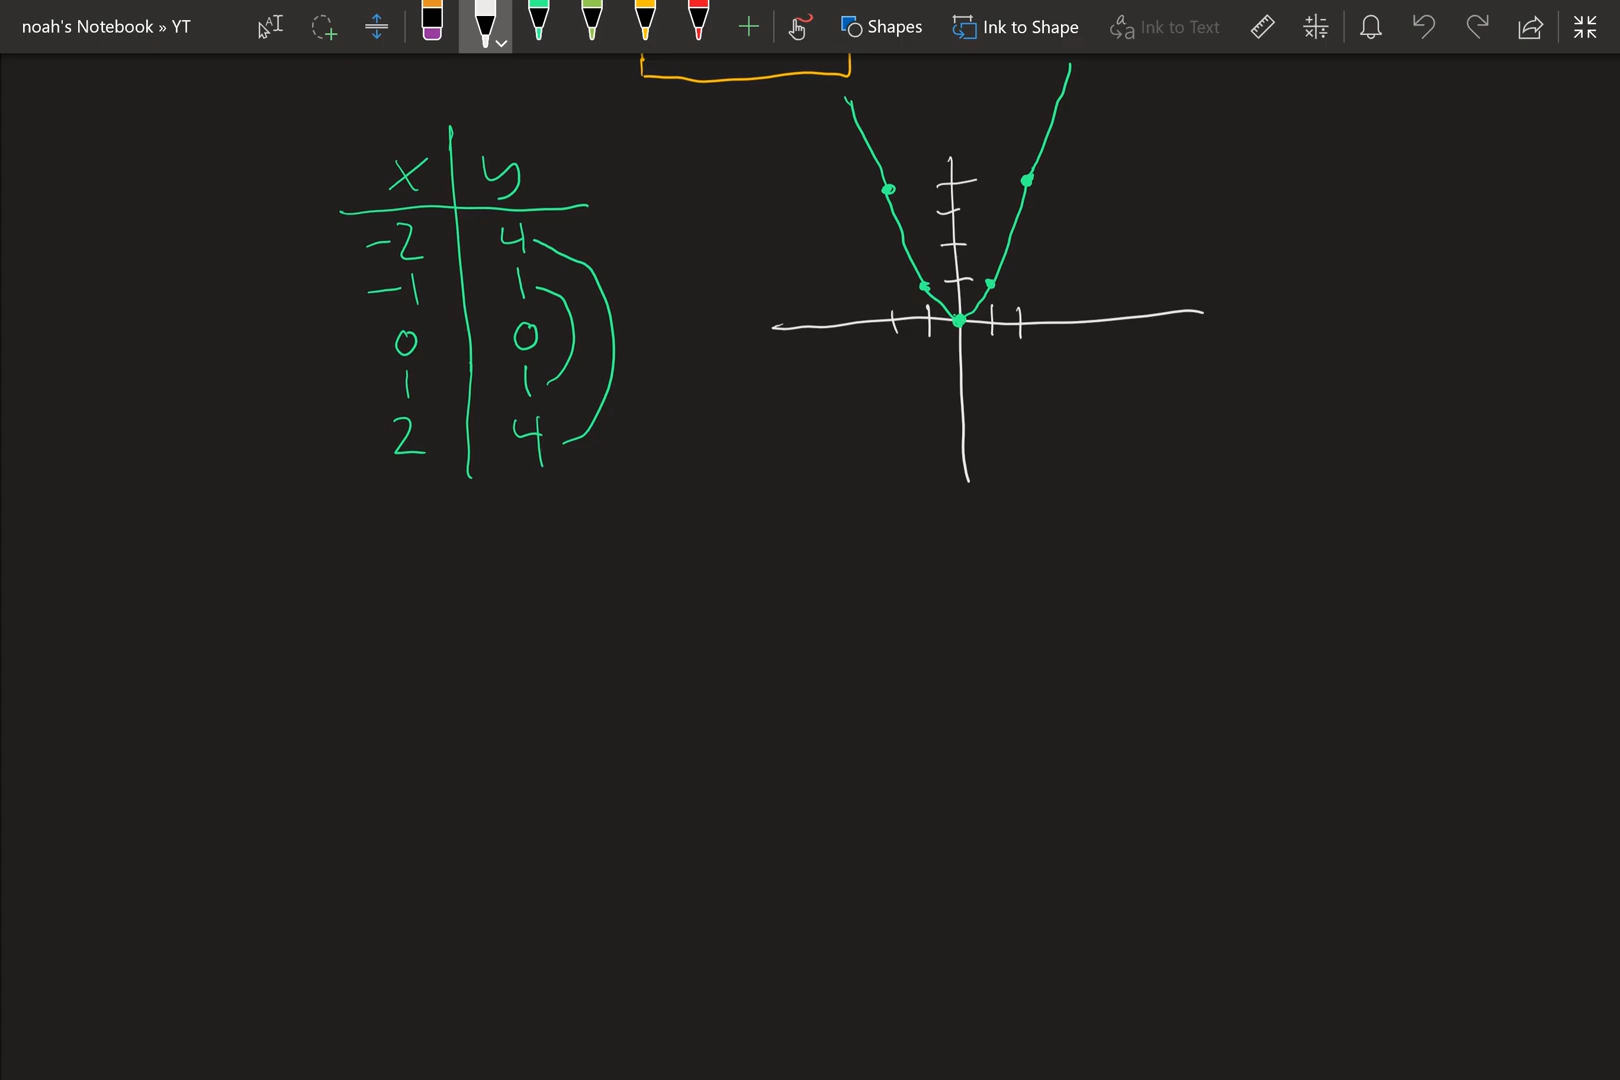 noah's Notebook » YT Shapes Ink to Shape Ink to Text
x y
-2 4
-1 1
0 0
1 1
2 4